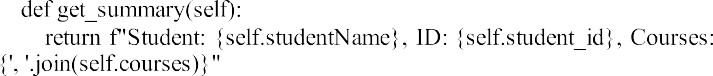 def get_summary(self):
return f"Student: {self.studentName}, ID: {self.student_id}, Courses:
{', '.join(self.courses)}"